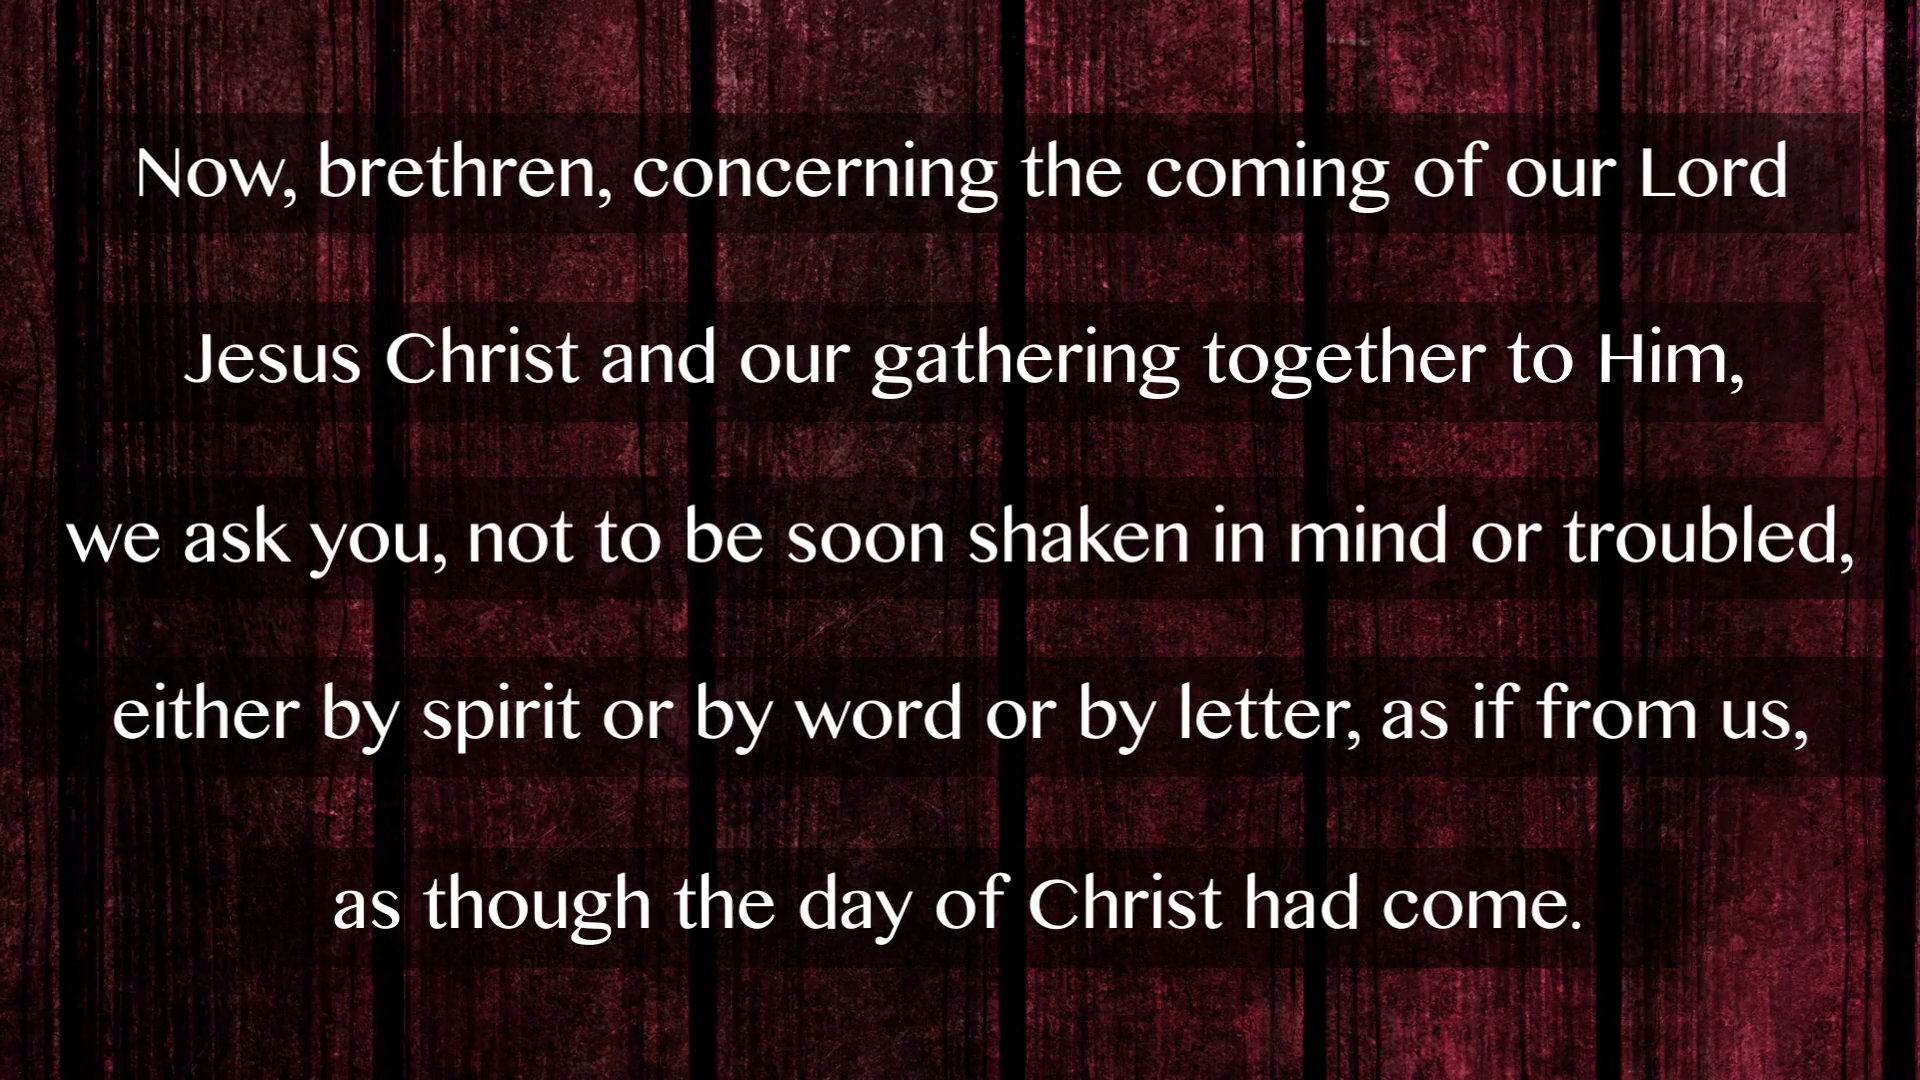 Now, brethren, concerning the coming of our Lord
Jesus Christ and our gathering together to Him,
we ask you, not to be soon shaken in mind or troubled,
either by spirit or by word or by letter, as if from us,
as though the day of Christ had come.